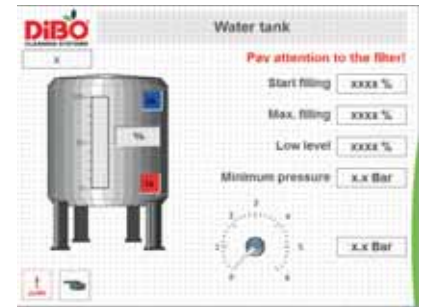 DiBO
CLEANING SYSTEMS
Water tank
x
Pay attention to the filter!
Start filling xxxx %
Max. filling xxxx %
Low level xxxx %
%
Minimum pressure x.x Bar
x.x Bar